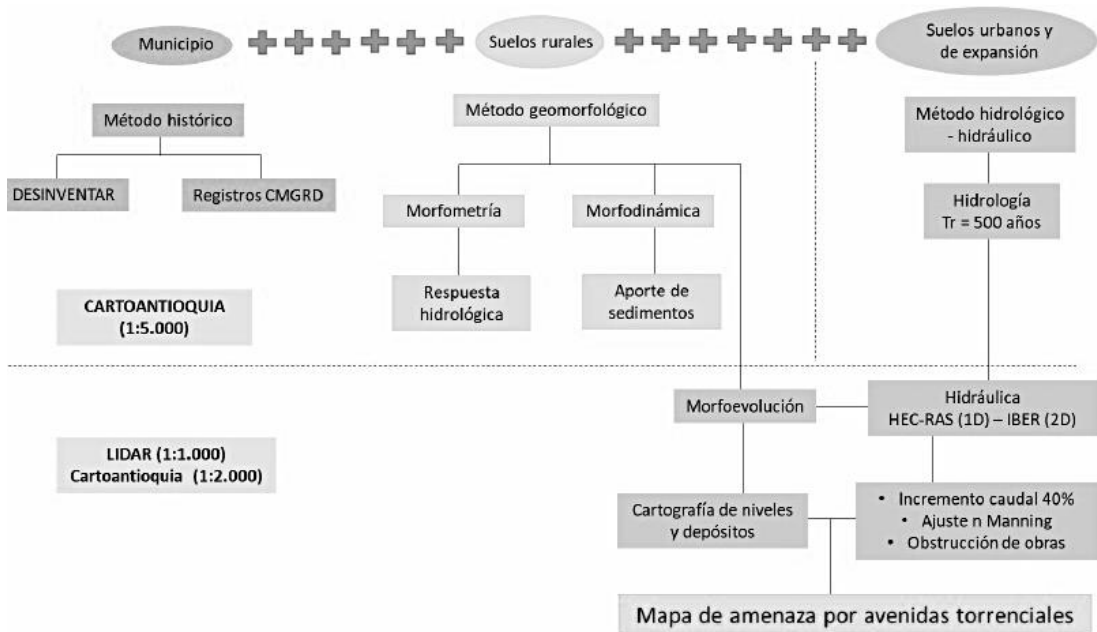 Municipio
Suelos rurales
Suelos urbanos y
de expansión
Método histórico
DESINVENTAR
Registros CMGRD
Método geomorfológico
Morfometría
Morfodinámica
Respuesta
hidrológica
Aporte de
sedimentos
Método hidrológico
- hidráulico
Hidrología
Tr = 500 años
CARTOANTIOQUIA
(1:5.000)
LIDAR (1:1.000)
Cartoantioquia (1:2.000)
Morfoevolución
Hidráulica
HEC-RAS (1D) – IBER (2D)
Cartografía de niveles
y depósitos
• Incremento caudal 40%
• Ajuste n Manning
• Obstrucción de obras
Mapa de amenaza por avenidas torrenciales